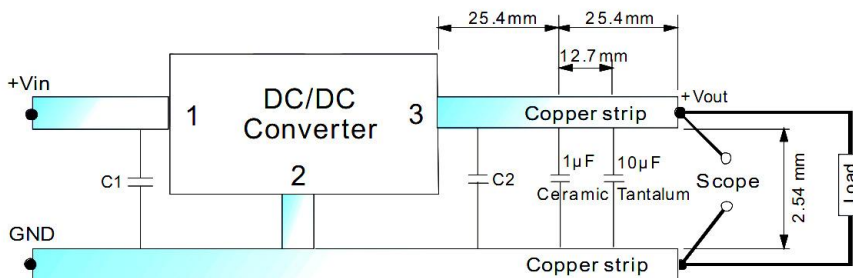 25.4mm
25.4mm
12.7mm
+Vin
DC/DC
Converter
1
3
2
Copper strip
+Vout
C1
C2
1μF
Ceramic
10μF
Tantalum
Scope
2.54 mm
Load
GND
Copper strip